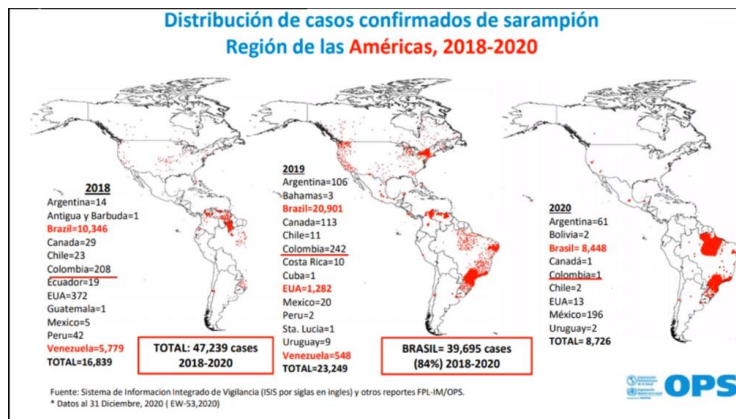 Distribución de casos confirmados de sarampión
Región de las Américas, 2018-2020
2018
Argentina=14
Antigua y Barbuda=1
Brazil=10,346
Canada=29
Chile=23
Colombia=208
Ecuador=19
EUA=372
Guatemala=1
Mexico=5
Peru=42
Venezuela=5,779
TOTAL=16,839
TOTAL: 47,239 cases
2018-2020
2019
Argentina=106
Bahamas=3
Brazil=20,901
Canada=113
Chile=11
Colombia=242
Costa Rica=10
Cuba=1
EUA=1,282
Mexico=20
Peru=2
Sta. Lucia=1
Uruguay=9
Venezuela=548
TOTAL=23,249
BRASIL= 39,695 cases
(84%) 2018-2020
2020
Argentina=61
Bolivia=2
Brasil= 8,448
Canadá=1
Colombia=1
Chile=2
EUA=13
México=196
Uruguay=2
TOTAL= 8,726
Fuente: Sistema de Informacion Integrado de Vigilancia (ISIS por siglas en ingles) y otros reportes FPL-IM/OPS.
* Datos al 31 Diciembre, 2020 ( EW-53,2020)
OPS